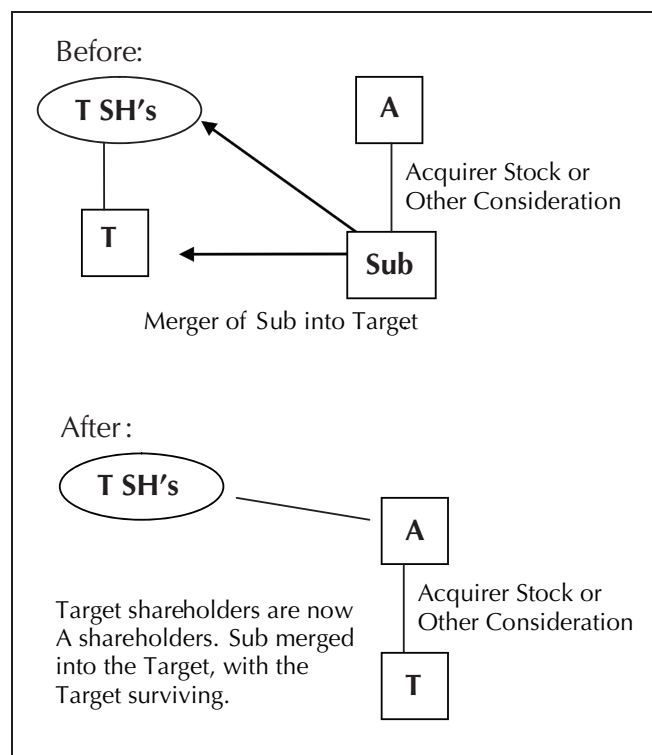 Before:
T SH's
A
Acquirer Stock or
Other Consideration
T
Sub
Merger of Sub into Target.
After:
T SH's
A
Acquirer Stock or
Other Consideration
Target shareholders are now
A shareholders. Sub merged
into the Target, with the
Target surviving.
T